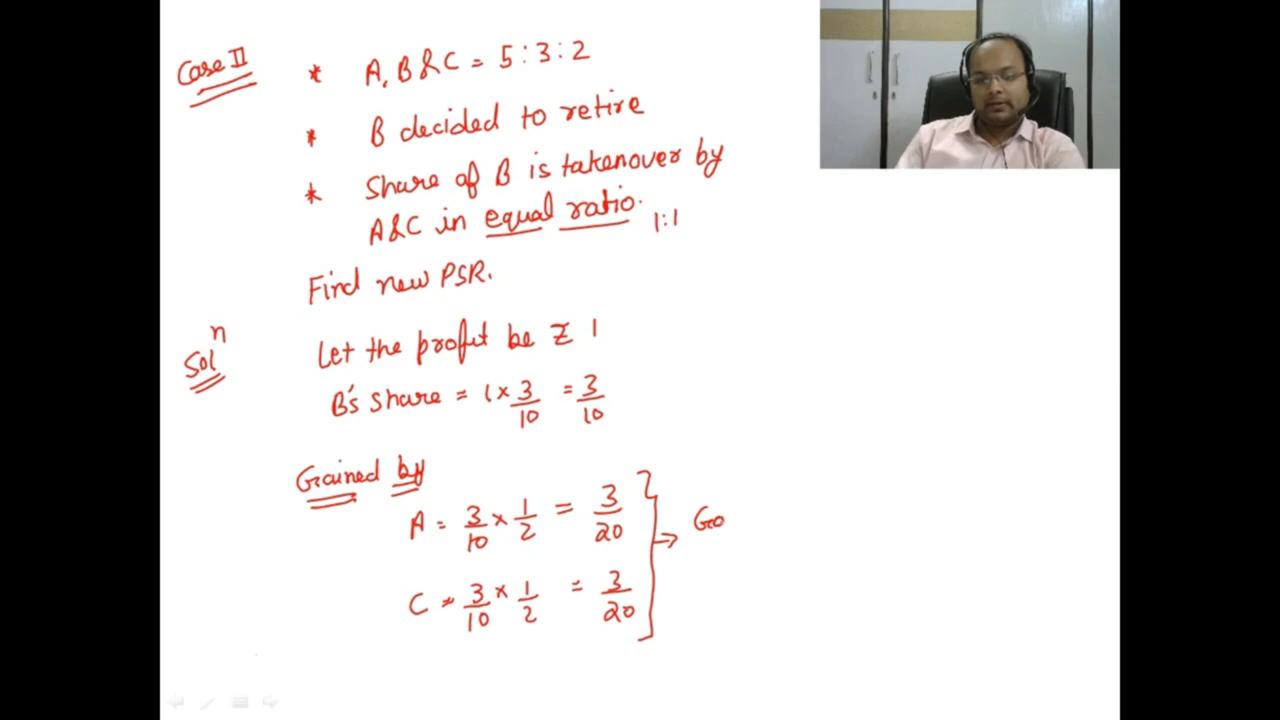 Case II
* A, B & C = 5:3:2
* B decided to retire
* Share of B is takenover by
A & C in equal ratio. 1:1
Find new PSR.
Solⁿ
Let the profit be ₹ 1
B's share = 1 × 3/10 = 3/10
Gained by
A = 3/10 × 1/2 = 3/20
→ Ga
C = 3/10 × 1/2 = 3/20